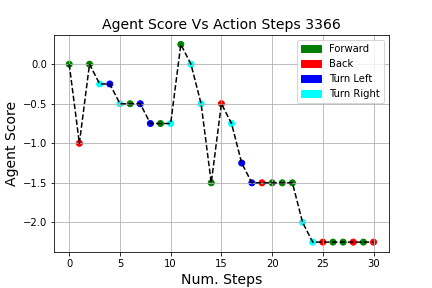 Agent Score Vs Action Steps 3366
Forward
Back
Turn Left
Turn Right
Agent Score
0.0
−0.5
−1.0
−1.5
−2.0
0 5 10 15 20 25 30
Num. Steps